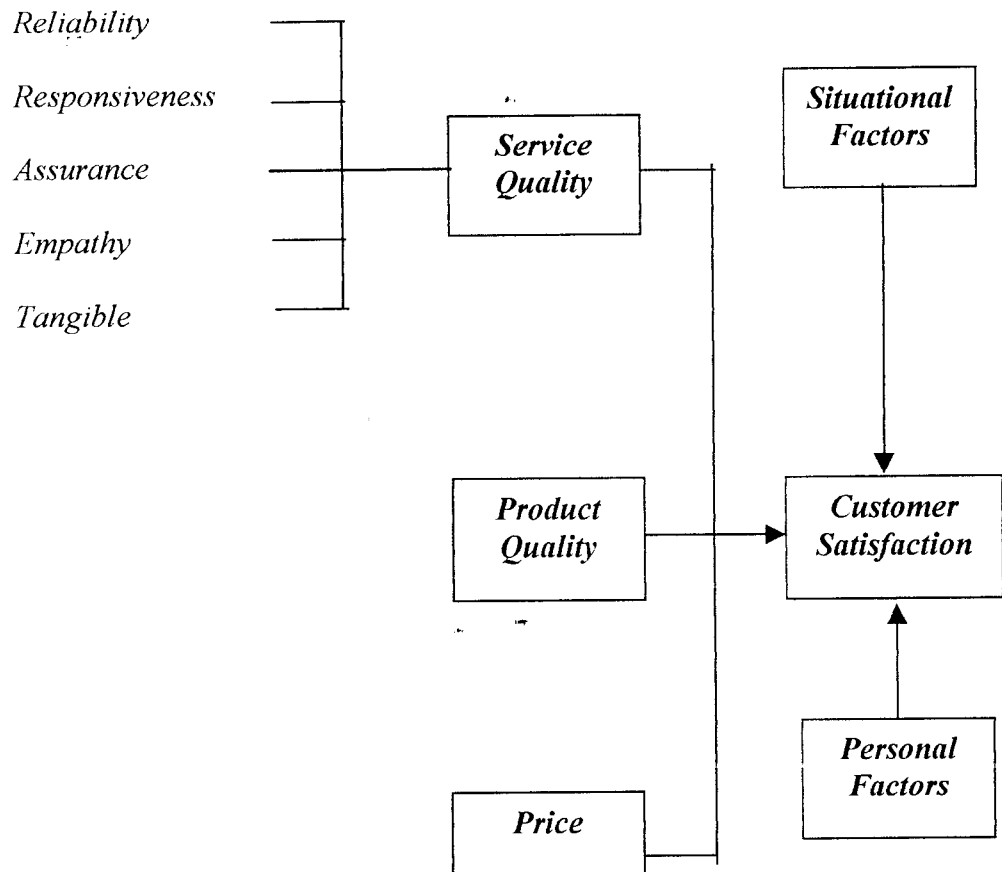 Reliability
Responsiveness
Assurance
Empathy
Tangible
Service
Quality
Product
Quality
Price
Situational
Factors
Customer
Satisfaction
Personal
Factors